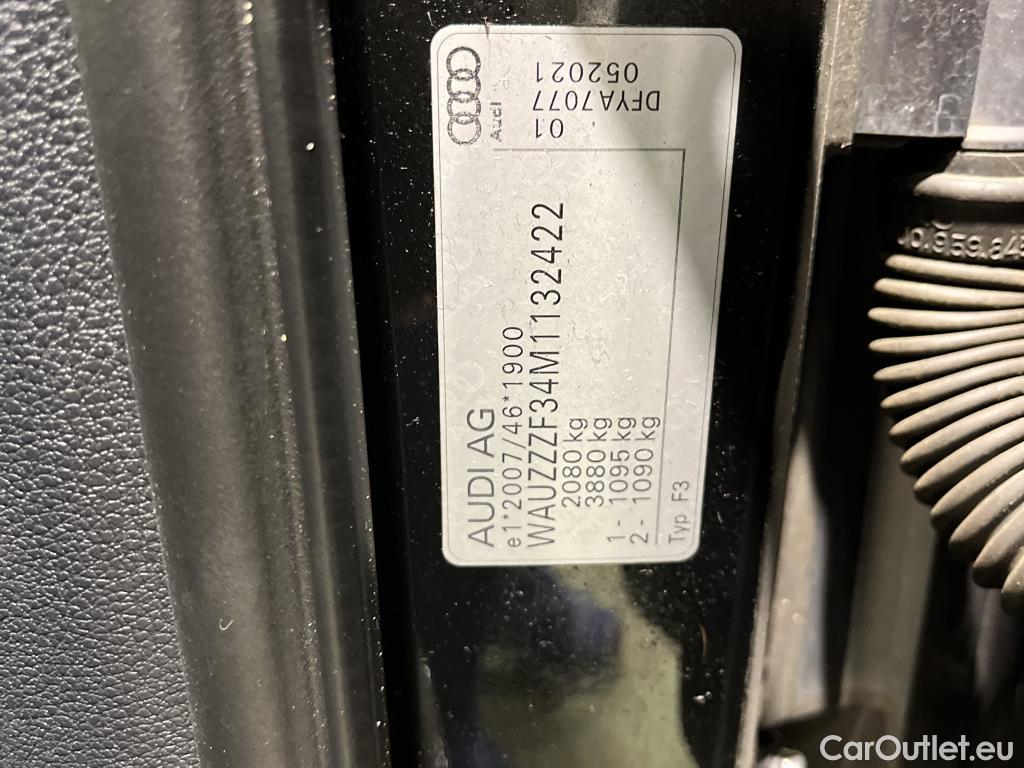 AUDI AG
e1*2007/46*1900
WAUZZZF34M1132422
2080 kg
3880 kg
1 - 1095 kg
2 - 1090 kg
Typ F3
Audi
01
DFYA7077
052021
CarOutlet.eu